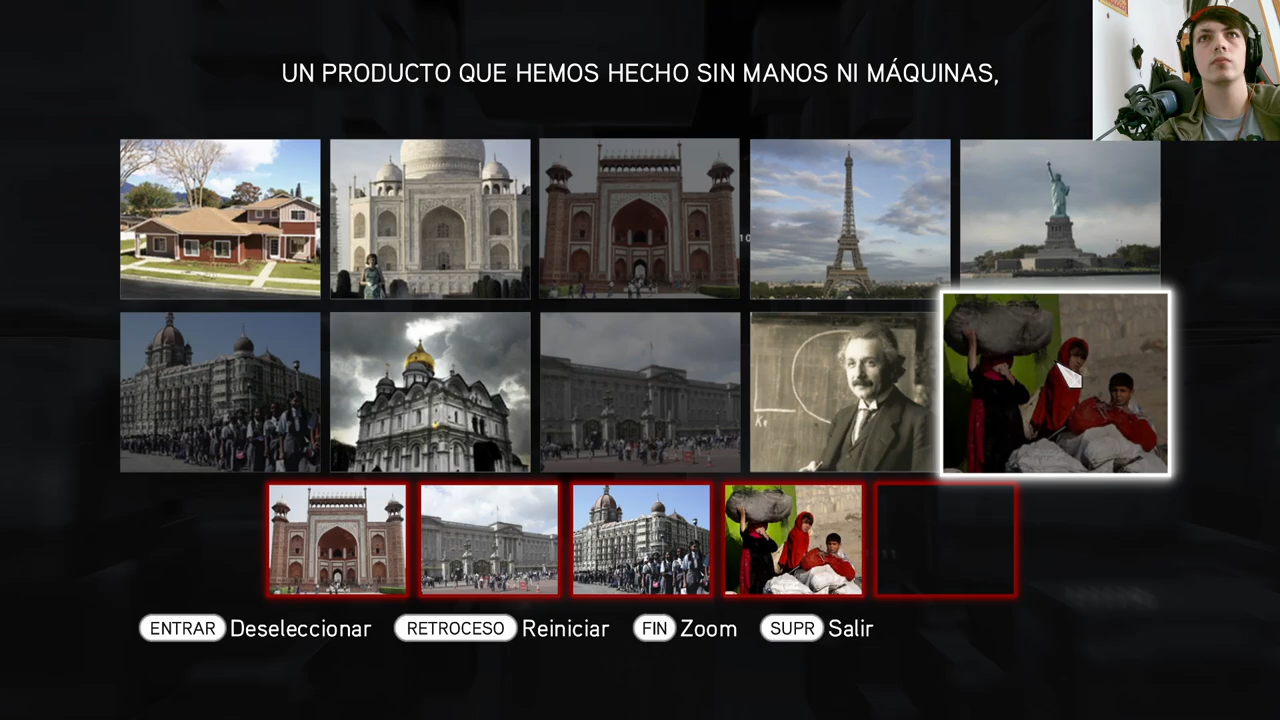 UN PRODUCTO QUE HEMOS HECHO SIN MANOS NI MÁQUINAS,
ENTRAR Deseleccionar RETROCESO Reiniciar FIN Zoom SUPR Salir